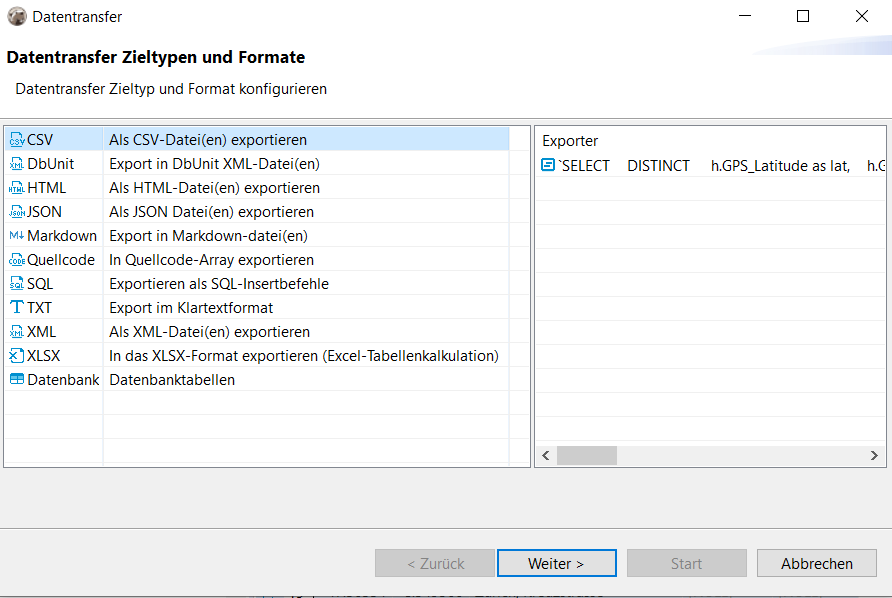 Datentransfer
Datentransfer Zieltypen und Formate
Datentransfer Zieltyp und Format konfigurieren
CSV Als CSV-Datei(en) exportieren
DbUnit Export in DbUnit XML-Datei(en)
HTML Als HTML-Datei(en) exportieren
JSON Als JSON Datei(en) exportieren
Markdown Export in Markdown-datei(en)
Quellcode In Quellcode-Array exportieren
SQL Exportieren als SQL-Insertbefehle
TXT Export im Klartextformat
XML Als XML-Datei(en) exportieren
XLSX In das XLSX-Format exportieren (Excel-Tabellenkalkulation)
Datenbank Datenbanktabellen
Exporter
`SELECT DISTINCT h.GPS_Latitude as lat,
< Zurück Weiter > Start Abbrechen